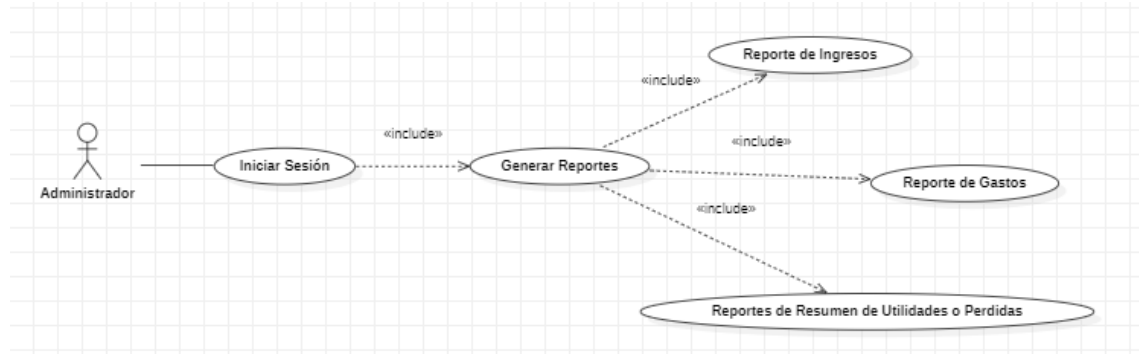 Reporte de Ingresos
«include»
«include»
«include»
Iniciar Sesión
Generar Reportes
Administrador
Reporte de Gastos
«include»
Reportes de Resumen de Utilidades o Perdidas